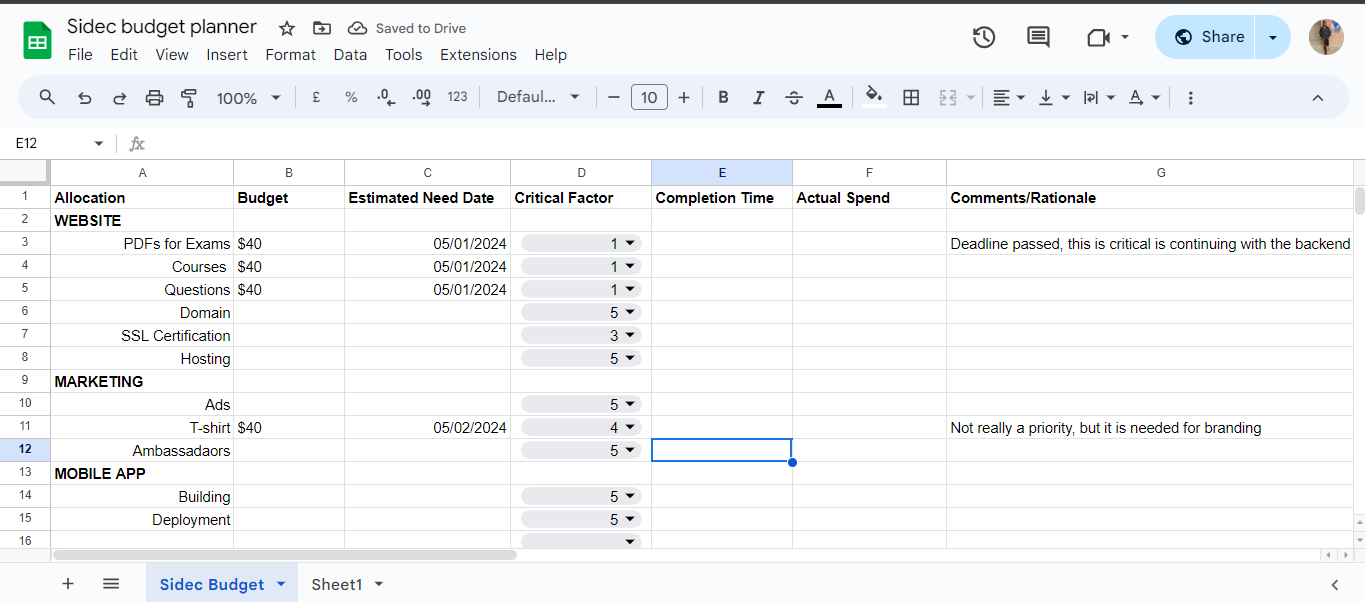 Sidec budget planner Saved to Drive
File Edit View Insert Format Data Tools Extensions Help
Share
100% £ % .0 .00 123 Defaul... 10 B I A A
E12 fx
A B C D E F G
1 Allocation Budget Estimated Need Date Critical Factor Completion Time Actual Spend Comments/Rationale
2 WEBSITE
3 PDFs for Exams $40 05/01/2024 1 Deadline passed, this is critical is continuing with the backend
4 Courses $40 05/01/2024 1
5 Questions $40 05/01/2024 1
6 Domain 5
7 SSL Certification 3
8 Hosting 5
9 MARKETING
10 Ads 5
11 T-shirt $40 05/02/2024 4 Not really a priority, but it is needed for branding
12 Ambassadaors 5
13 MOBILE APP
14 Building 5
15 Deployment 5
16
Sidec Budget Sheet1